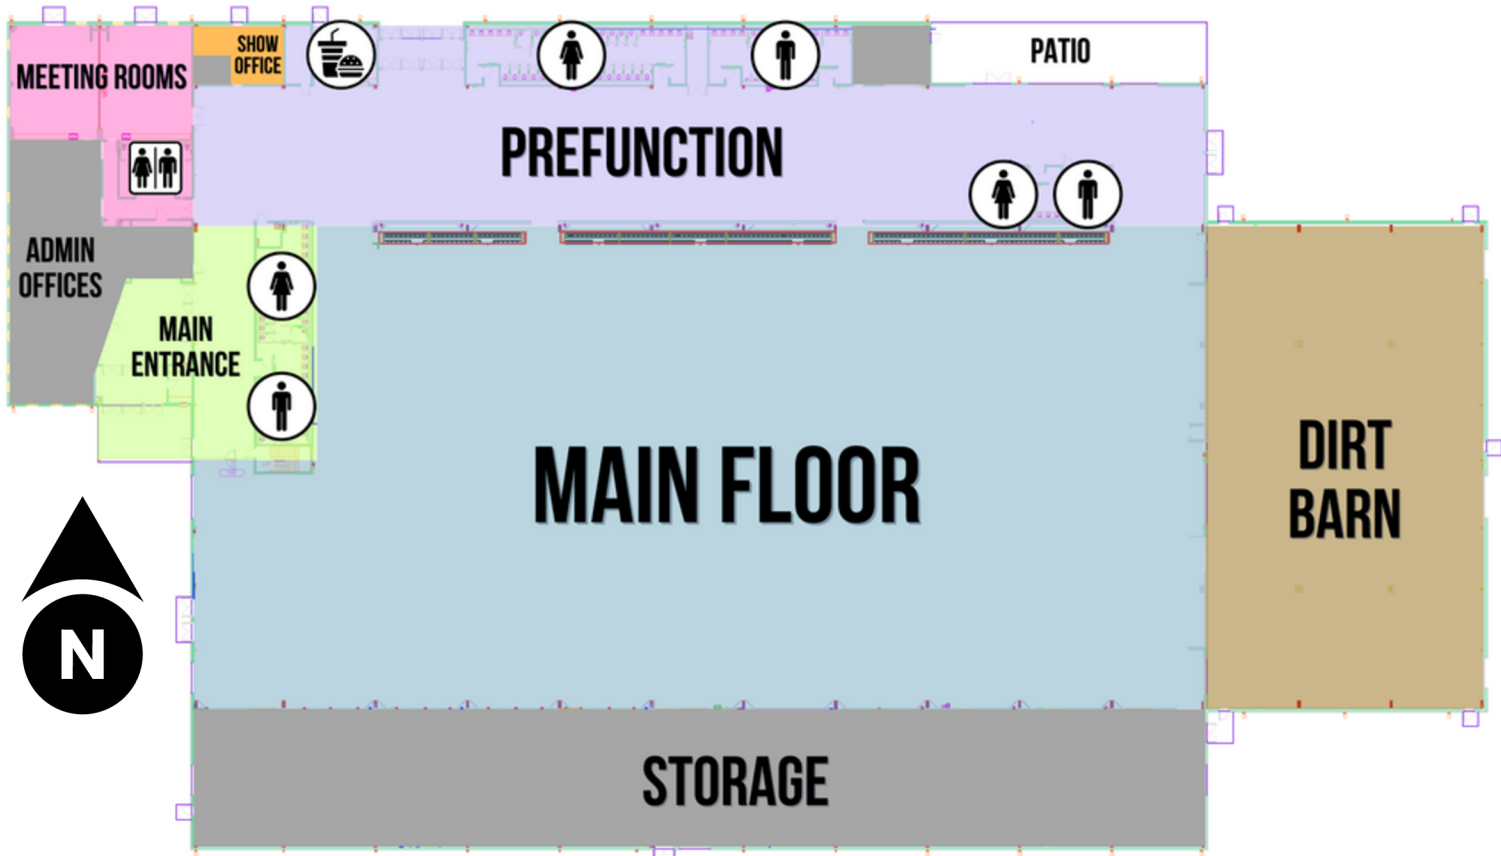 SHOW
OFFICE
PATIO
MEETING ROOMS
PREFUNCTION
ADMIN
OFFICES
MAIN
ENTRANCE
MAIN FLOOR
DIRT
BARN
N
STORAGE